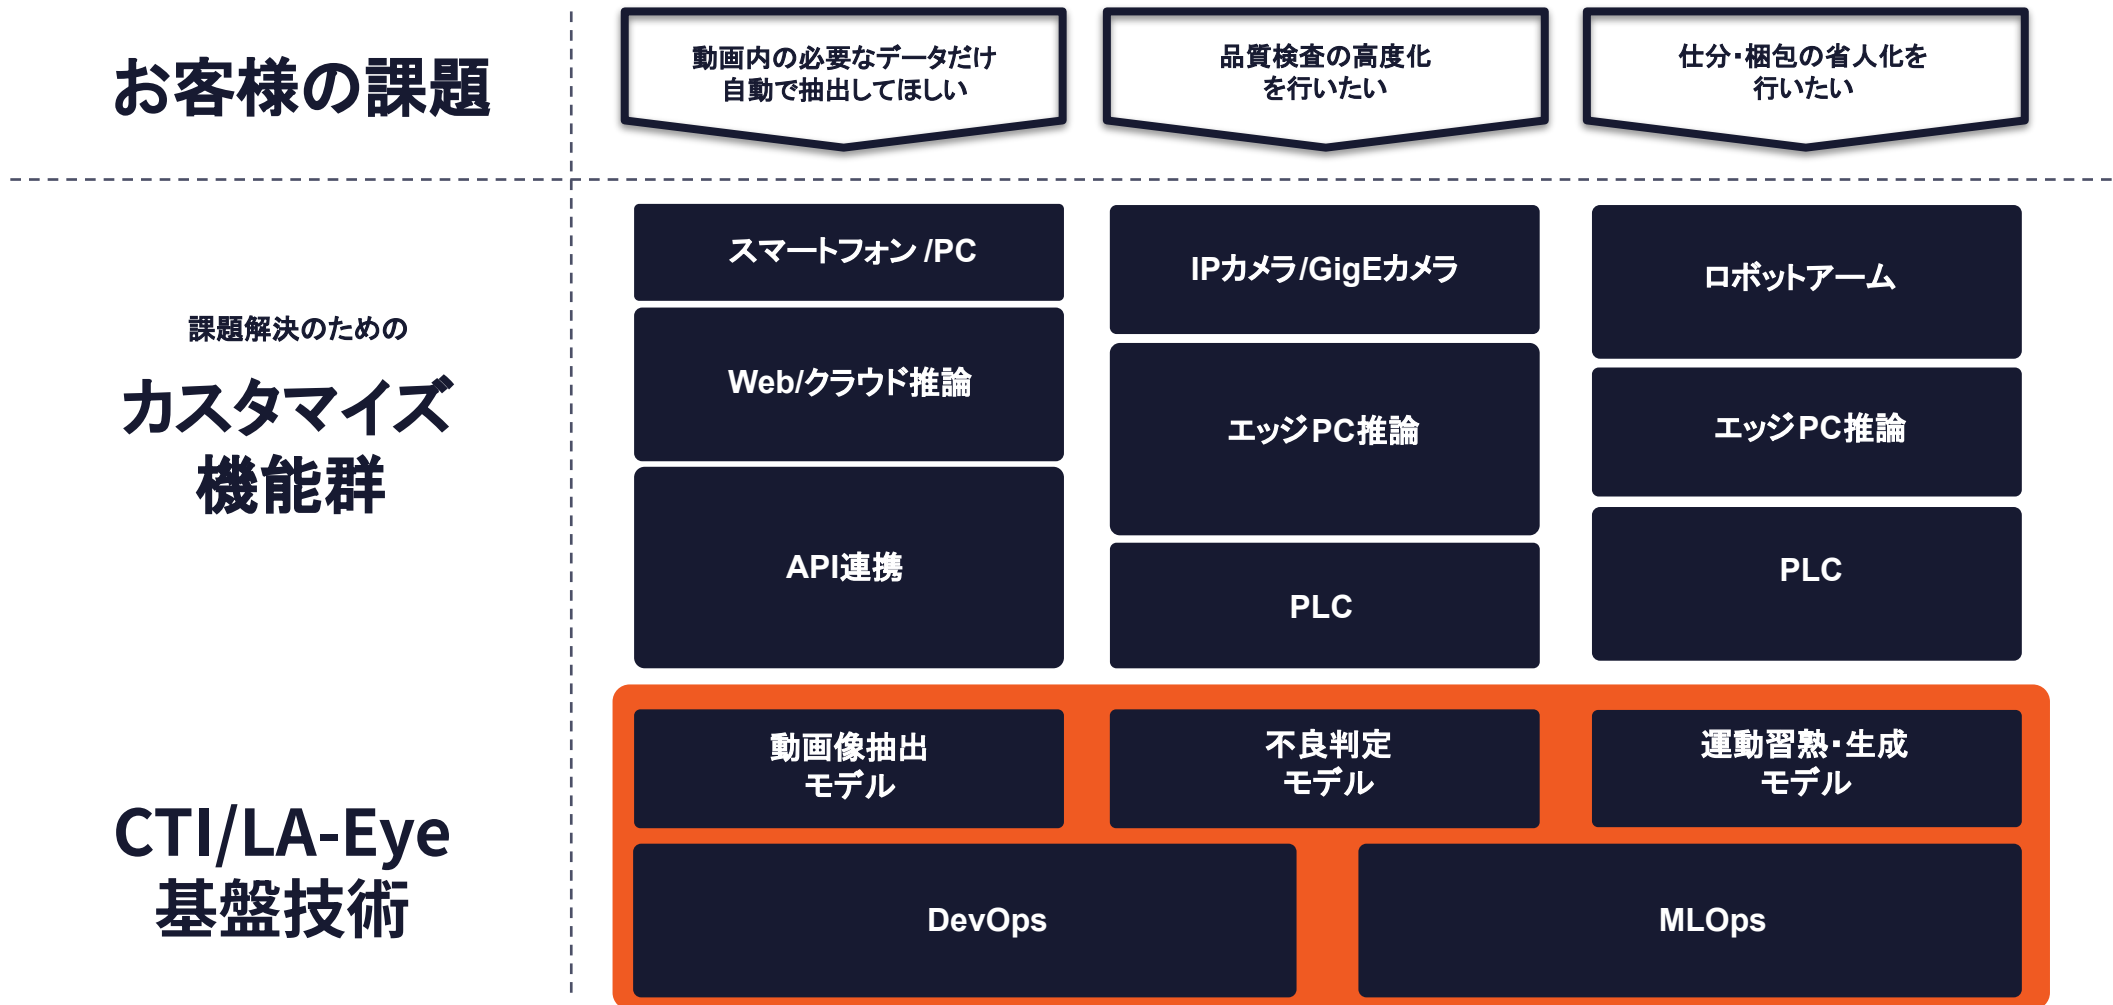 お客様の課題
動画内の必要なデータだけ
自動で抽出してほしい
品質検査の高度化
を行いたい
仕分・梱包の省人化を
行いたい
課題解決のための
カスタマイズ
機能群
スマートフォン /PC
Web/クラウド推論
API連携
IPカメラ/GigEカメラ
エッジPC推論
PLC
ロボットアーム
エッジPC推論
PLC
CTI/LA-Eye
基盤技術
動画像抽出
モデル
不良判定
モデル
運動習熟・生成
モデル
DevOps
MLOps